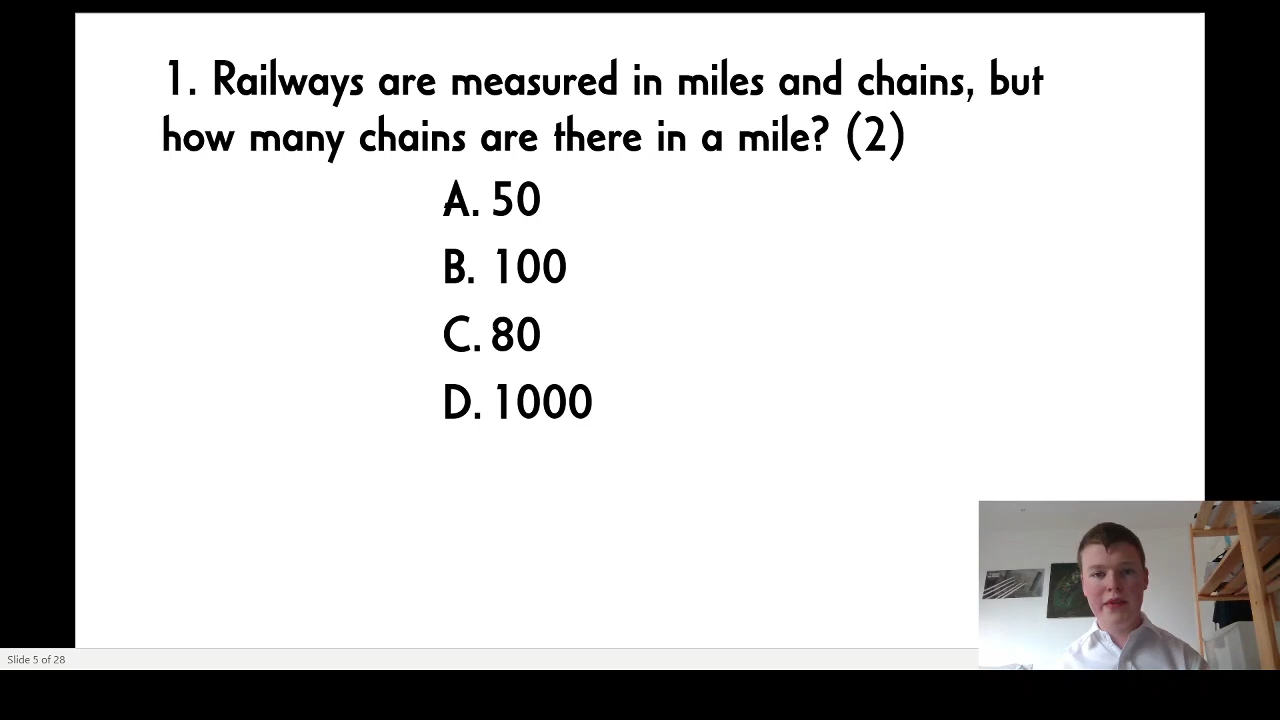 1. Railways are measured in miles and chains, but
how many chains are there in a mile? (2)
A. 50
B. 100
C. 80
D. 1000
Slide 5 of 28